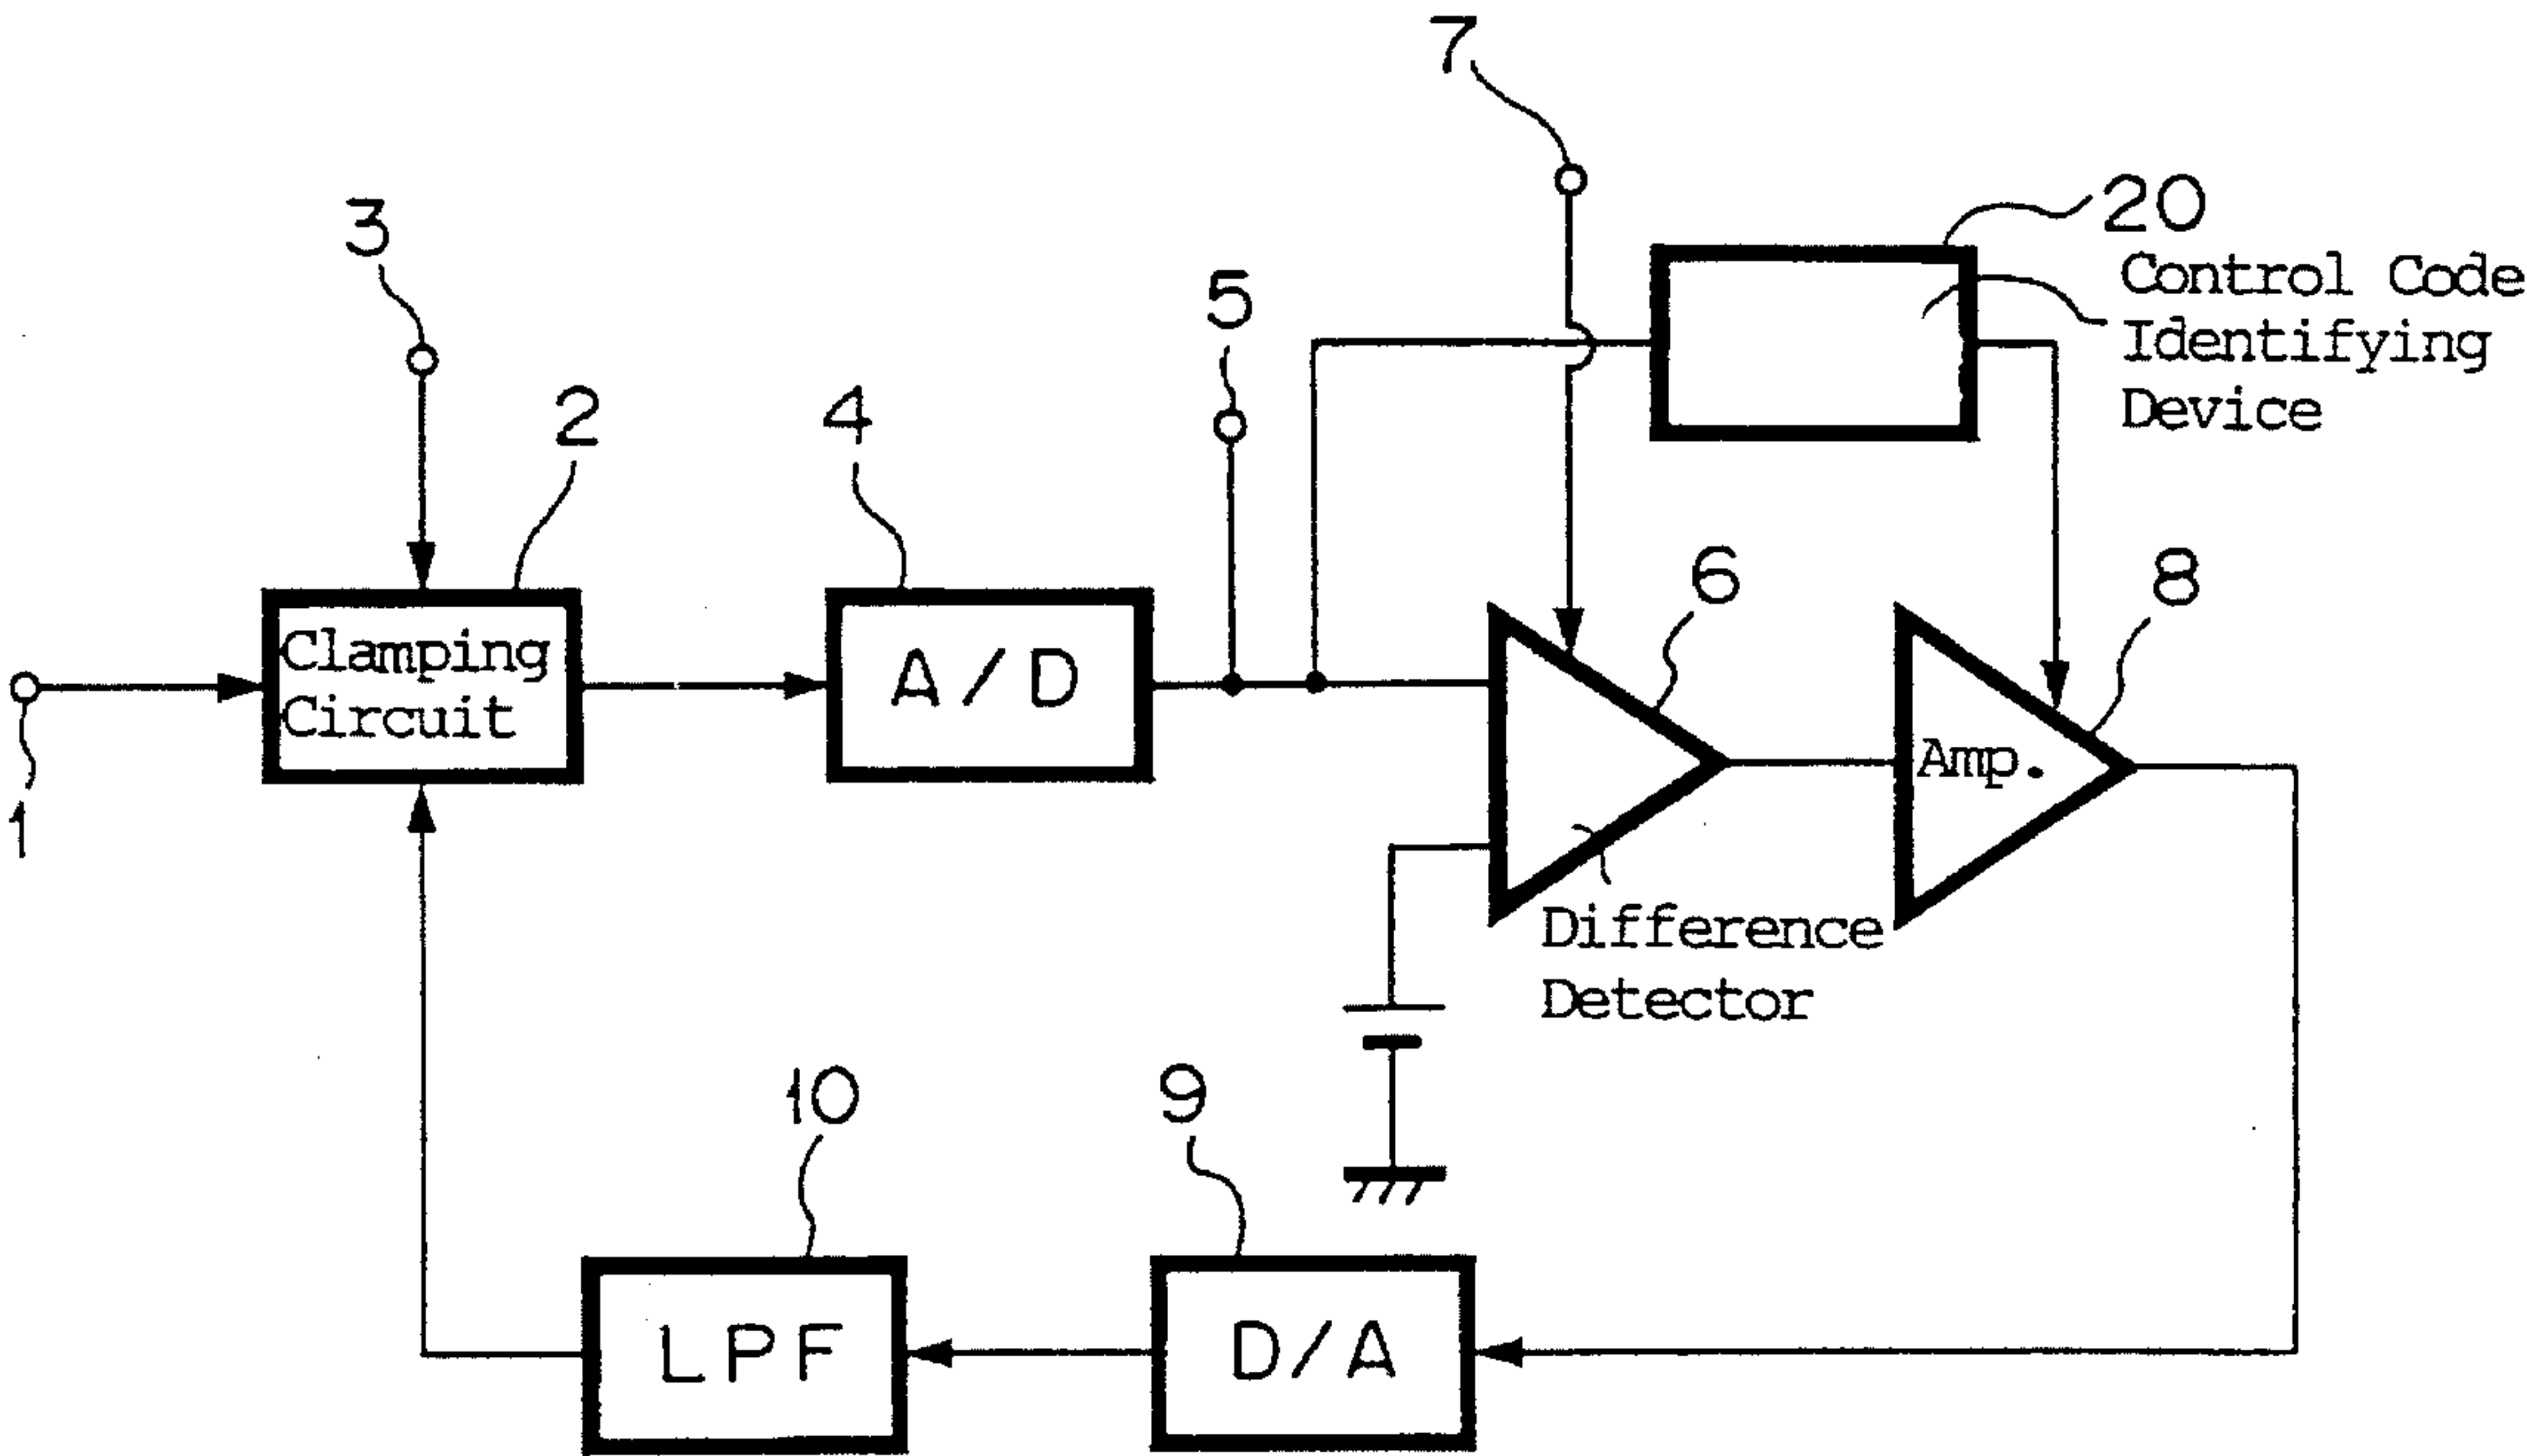 7
20
Control Code
Identifying
Device
3
5
2
4
6
8
Clamping
Circuit
A/D
Amp.
1
Difference
Detector
10
9
LPF
D/A